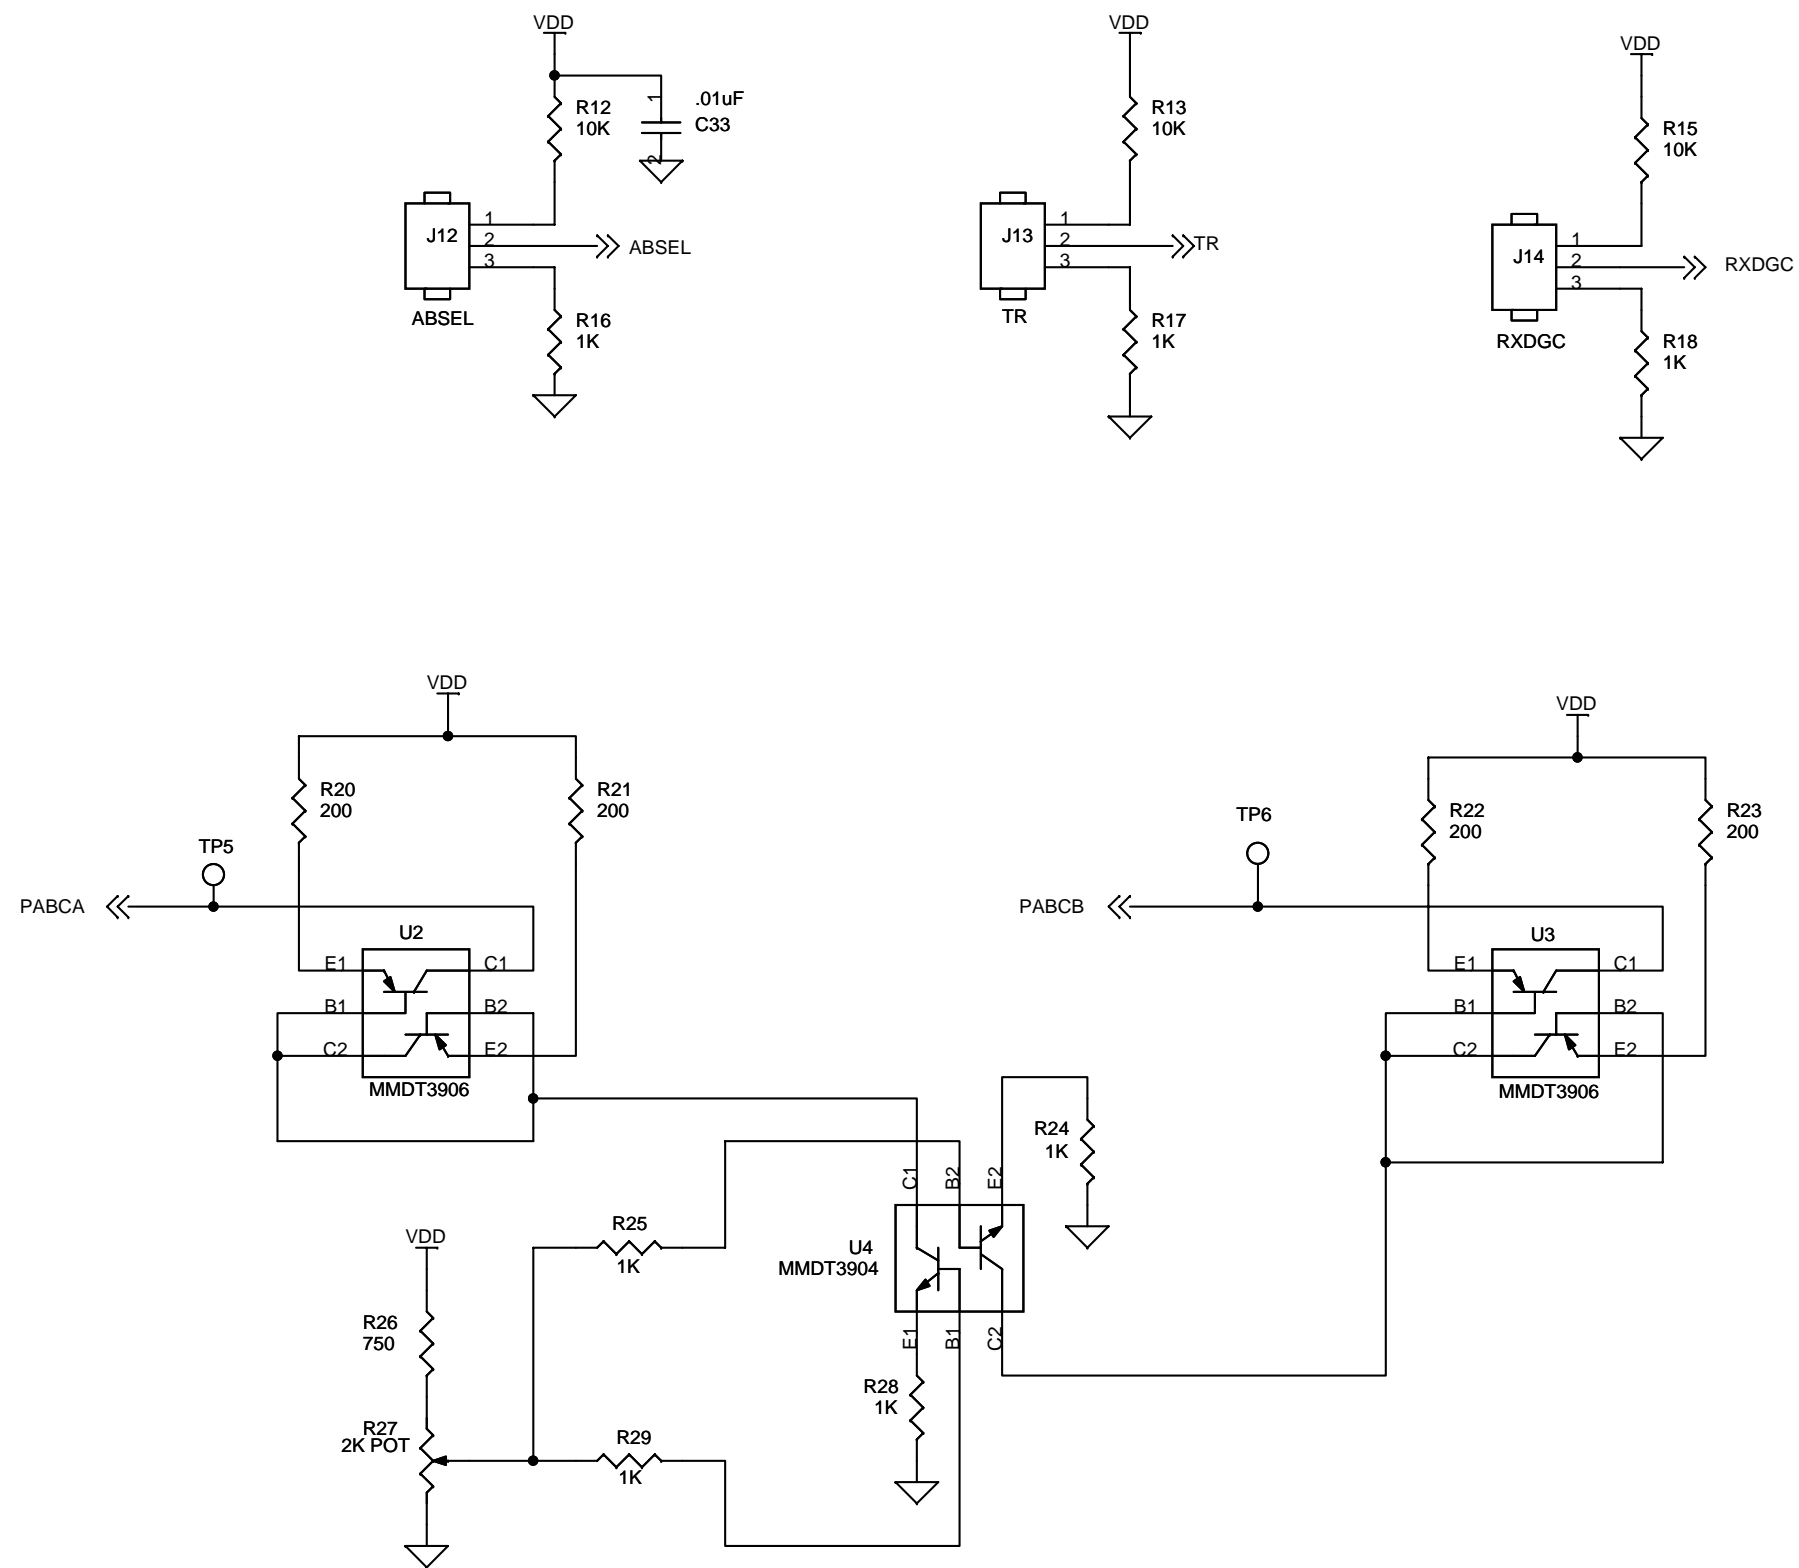 VDD
R12
10K
1
.01uF
C33
2
J12
1
2
3
ABSEL
ABSEL
R16
1K
VDD
R13
10K
J13
1
2
3
TR
TR
R17
1K
VDD
R15
10K
J14
1
2
3
RXDGC
RXDGC
R18
1K
VDD
R20
200
R21
200
TP5
PABCA
U2
E1
C1
B1
B2
C2
E2
MMDT3906
VDD
R22
200
R23
200
TP6
PABCB
U3
E1
C1
B1
B2
C2
E2
MMDT3906
R24
1K
C1
B2
E2
U4
MMDT3904
E1
B1
C2
R25
1K
VDD
R26
750
R27
2K POT
R28
1K
R29
1K